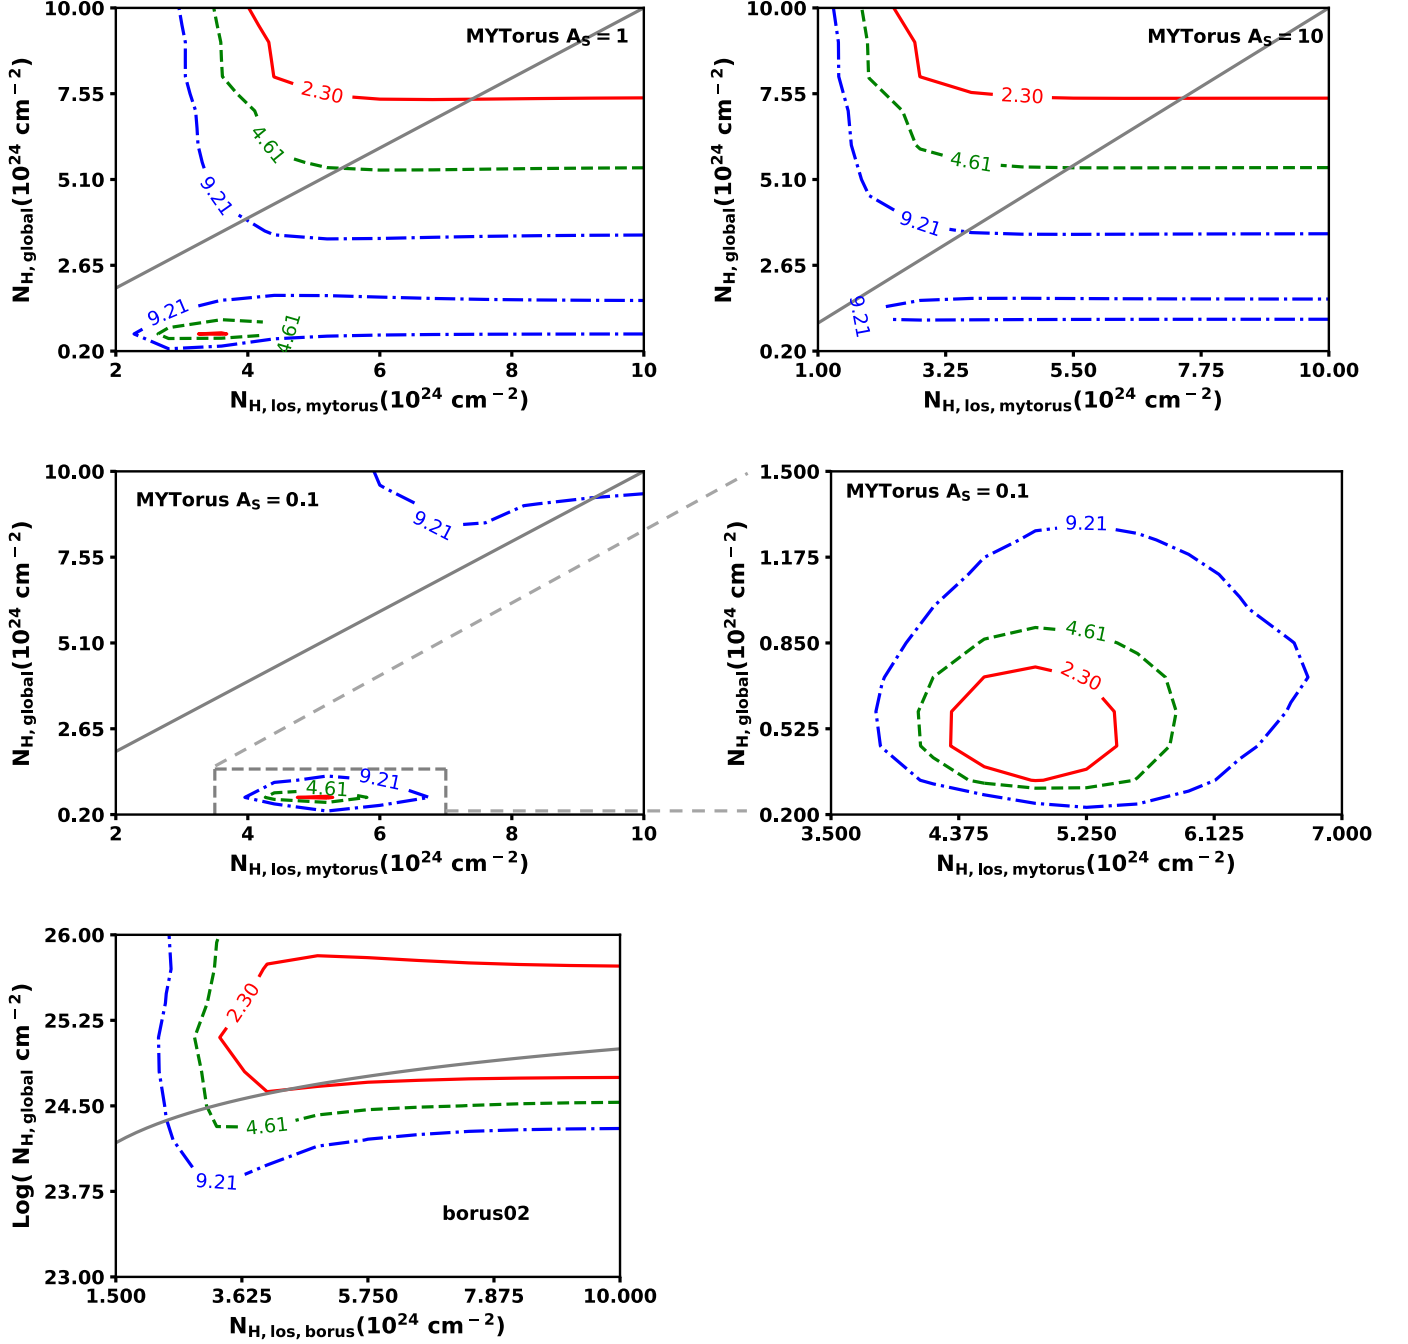 MYTorus A_S = 1
10.00
7.55
5.10
2.65
0.20
N_H,global(10^24 cm^-2)
2.30
4.61
9.21
9.21
4.61
4.61
2 4 6 8 10
N_H,los,mytorus(10^24 cm^-2)
MYTorus A_S = 10
10.00
7.55
5.10
2.65
0.20
N_H,global(10^24 cm^-2)
2.30
4.61
9.21
9.21
1.00 3.25 5.50 7.75 10.00
N_H,los,mytorus(10^24 cm^-2)
MYTorus A_S = 0.1
10.00
7.55
5.10
2.65
0.20
N_H,global(10^24 cm^-2)
9.21
9.21
4.61
2 4 6 8 10
N_H,los,mytorus(10^24 cm^-2)
MYTorus A_S = 0.1
1.500
1.175
0.850
0.525
0.200
N_H,global(10^24 cm^-2)
9.21
4.61
2.30
3.500 4.375 5.250 6.125 7.000
N_H,los,mytorus(10^24 cm^-2)
26.00
25.25
24.50
23.75
23.00
Log( N_H,global cm^-2)
2.30
4.61
9.21
borus02
1.500 3.625 5.750 7.875 10.000
N_H,los,borus(10^24 cm^-2)